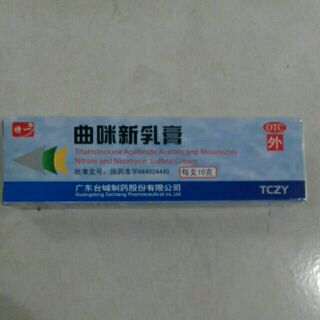 特一
曲咪新乳膏
OTC
外
Triamcinolone Acetonide Acetate and Miconazole
Nitrate and Neomycin Sulfate Cream
批准文号：国药准字H44024445
每支10克
广东台城制药股份有限公司
Guangdong Taicheng Pharmaceutical co.,ltd
TCZY